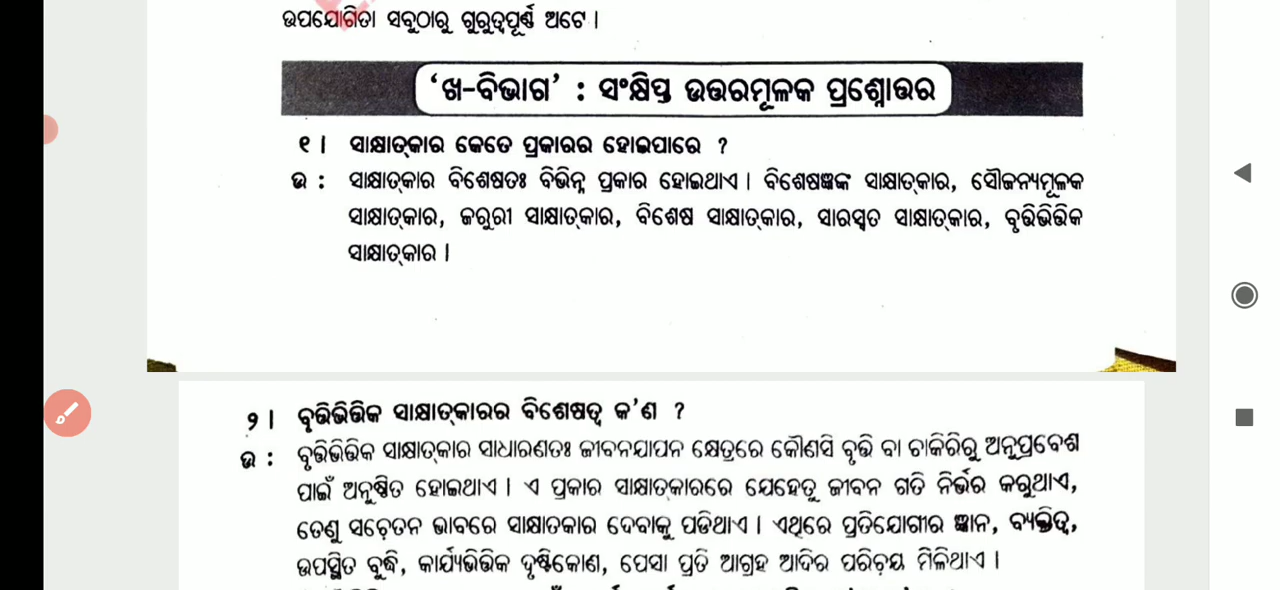 ଉପଯୋଗିତା ସବୁଠାରୁ ଗୁରୁତ୍ୱପୂର୍ଣ୍ଣ ଅଟେ ।
‘ଖ-ବିଭାଗ’ : ସଂକ୍ଷିପ୍ତ ଉତ୍ତରମୂଳକ ପ୍ରଶ୍ନୋତ୍ତର
୧ । ସାକ୍ଷାତ୍‌କାର କେତେ ପ୍ରକାରର ହୋଇପାରେ ?
ଉ : ସାକ୍ଷାତ୍‌କାର ବିଶେଷତଃ ବିଭିନ୍ନ ପ୍ରକାର ହୋଇଥାଏ । ବିଶେଷଜ୍ଞଙ୍କ ସାକ୍ଷାତ୍‌କାର, ସୌଜନ୍ୟମୂଳକ
ସାକ୍ଷାତ୍‌କାର, ଜରୁରୀ ସାକ୍ଷାତ୍‌କାର, ବିଶେଷ ସାକ୍ଷାତ୍‌କାର, ସାରସ୍ୱତ ସାକ୍ଷାତ୍‌କାର, ବୃତ୍ତିଭିତ୍ତିକ
ସାକ୍ଷାତ୍‌କାର ।
୨ । ବୃତ୍ତିଭିତ୍ତିକ ସାକ୍ଷାତ୍‌କାରର ବିଶେଷତ୍ୱ କ'ଣ ?
ଉ : ବୃତ୍ତିଭିତ୍ତିକ ସାକ୍ଷାତ୍‌କାର ସାଧାରଣତଃ ଜୀବନଯାପନ କ୍ଷେତ୍ରରେ କୌଣସି ବୃତ୍ତି ବା ଚାକିରିରୁ ଅନୁପ୍ରବେଶ
ପାଇଁ ଅନୁଷ୍ଠିତ ହୋଇଥାଏ । ଏ ପ୍ରକାର ସାକ୍ଷାତ୍‌କାରରେ ଯେହେତୁ ଜୀବନ ଗତି ନିର୍ଭର କରୁଥାଏ,
ତେଣୁ ସଚେତନ ଭାବରେ ସାକ୍ଷାତକାର ଦେବାକୁ ପଡିଥାଏ । ଏଥିରେ ପ୍ରତିଯୋଗୀର ଜ୍ଞାନ, ବ୍ୟକ୍ତିତ୍ୱ,
ଉପସ୍ଥିତ ବୁଦ୍ଧି, କାର୍ଯ୍ୟଭିତ୍ତିକ ଦୃଷ୍ଟିକୋଣ, ପେସା ପ୍ରତି ଆଗ୍ରହ ଆଦିର ପରିଚୟ ମିଳିଥାଏ ।